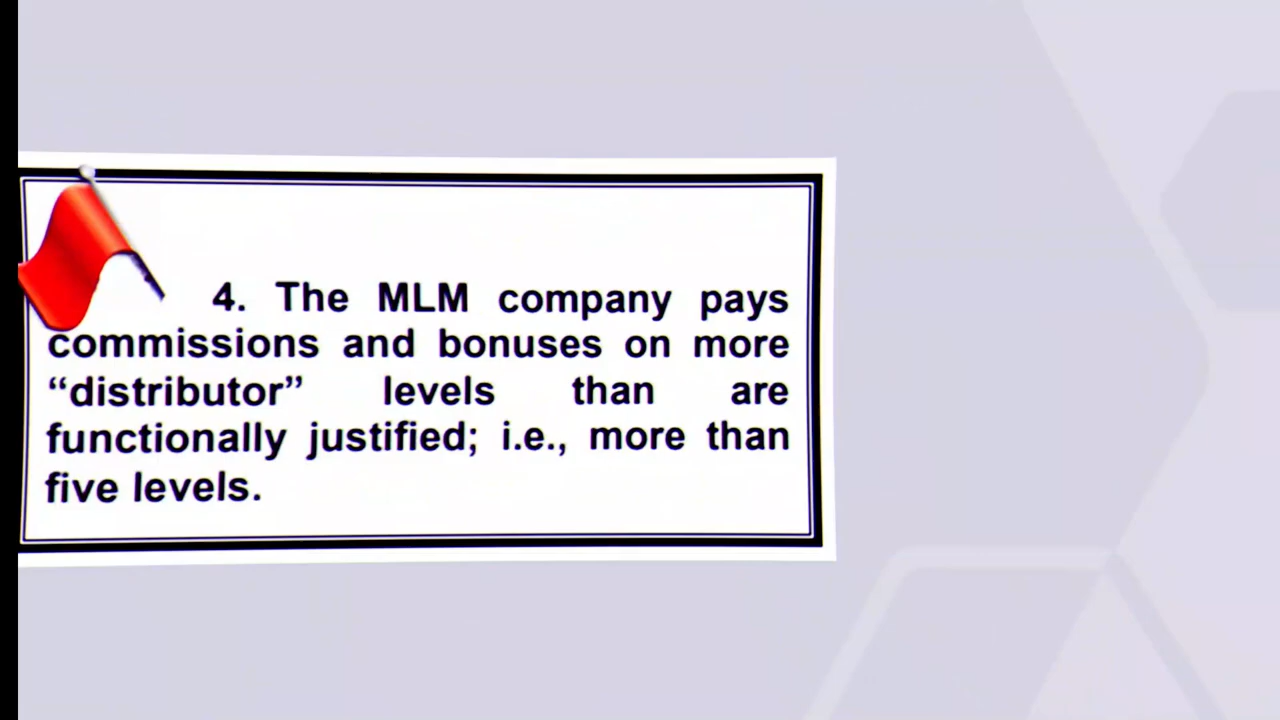 4. The MLM company pays
commissions and bonuses on more
“distributor” levels than are
functionally justified; i.e., more than
five levels.